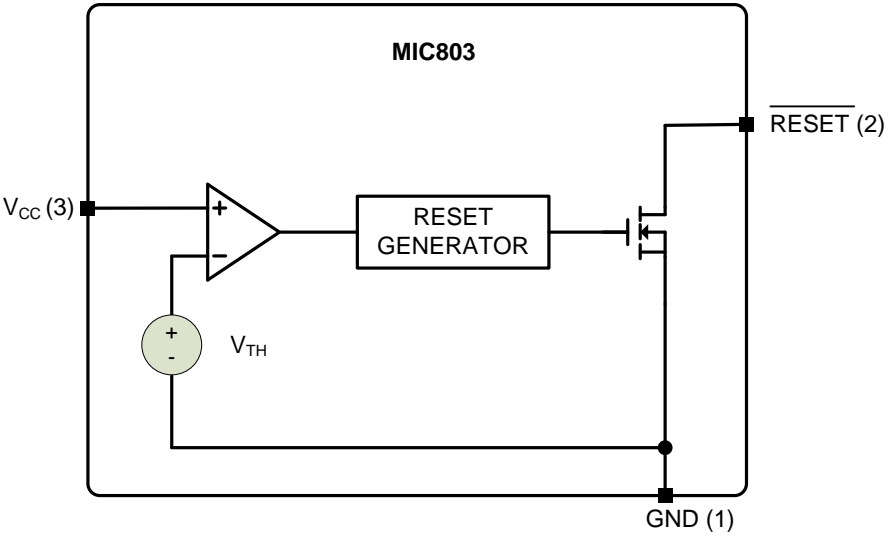 MIC803
RESET (2)
V_CC (3)
+
−
RESET
GENERATOR
+
-
V_TH
GND (1)